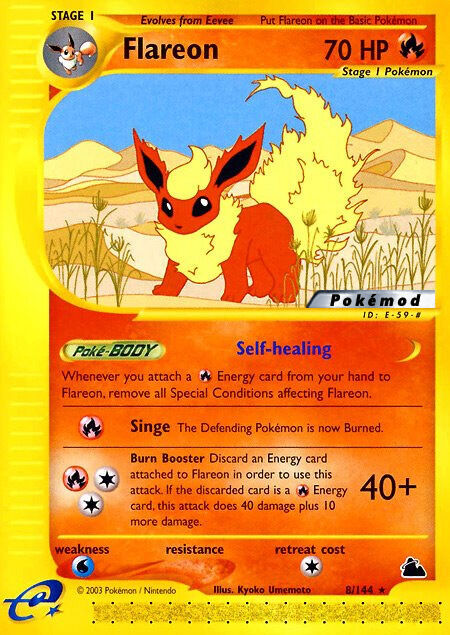 STAGE 1 Evolves from Eevee Put Flareon on the Basic Pokémon
Flareon 70 HP
Stage 1 Pokémon
Pokémod
ID: E-59-#
Poké-BODY Self-healing
Whenever you attach a Energy card from your hand to
Flareon, remove all Special Conditions affecting Flareon.
Singe The Defending Pokémon is now Burned.
Burn Booster Discard an Energy card
attached to Flareon in order to use this
attack. If the discarded card is a Energy
card, this attack does 40 damage plus 10
more damage.
40+
weakness resistance retreat cost
© 2003 Pokémon / Nintendo Illus. Kyoko Umemoto 8/144 ★
e